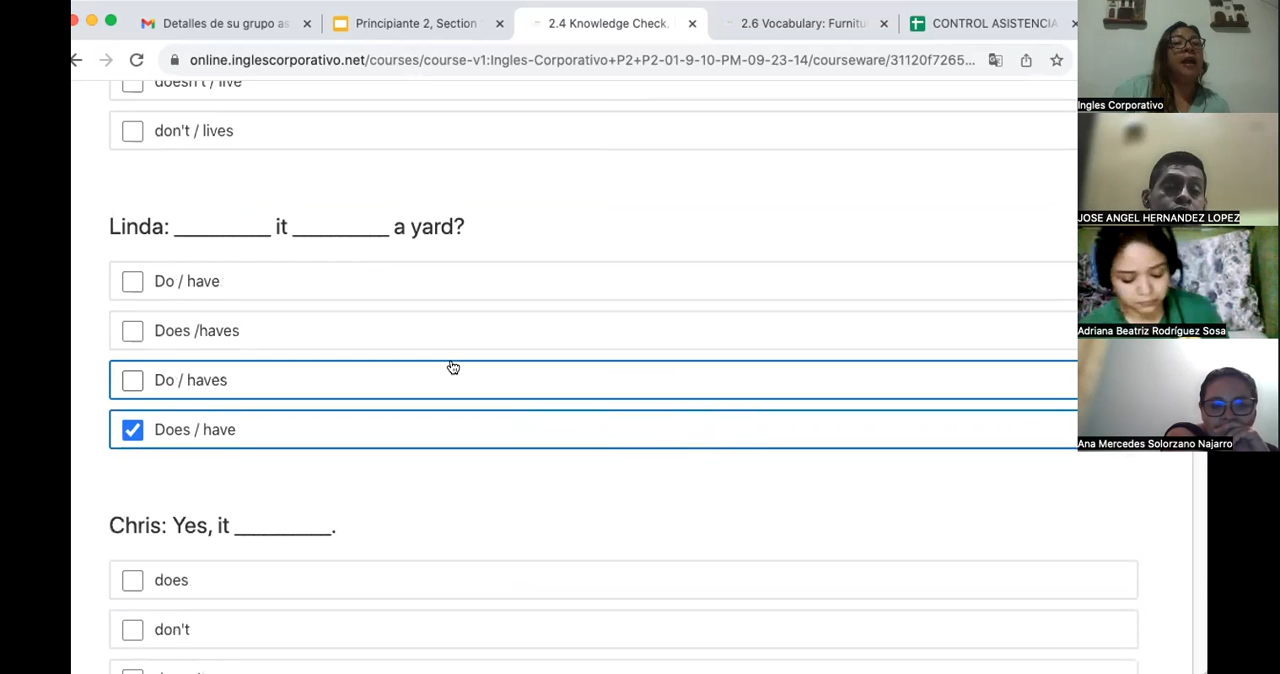 Detalles de su grupo as
Principiante 2, Section
2.4 Knowledge Check.
2.6 Vocabulary: Furnitu
CONTROL ASISTENCIA
online.inglescorporativo.net/courses/course-v1:Ingles-Corporativo+P2+P2-01-9-10-PM-09-23-14/courseware/31120f7265...
Ingles Corporativo
JOSE ANGEL HERNANDEZ LOPEZ
Adriana Beatriz Rodríguez Sosa
Ana Mercedes Solorzano Najarro
doesn't / live
don't / lives
Linda: _________ it _________ a yard?
Do / have
Does /haves
Do / haves
Does / have
Chris: Yes, it _________.
does
don't